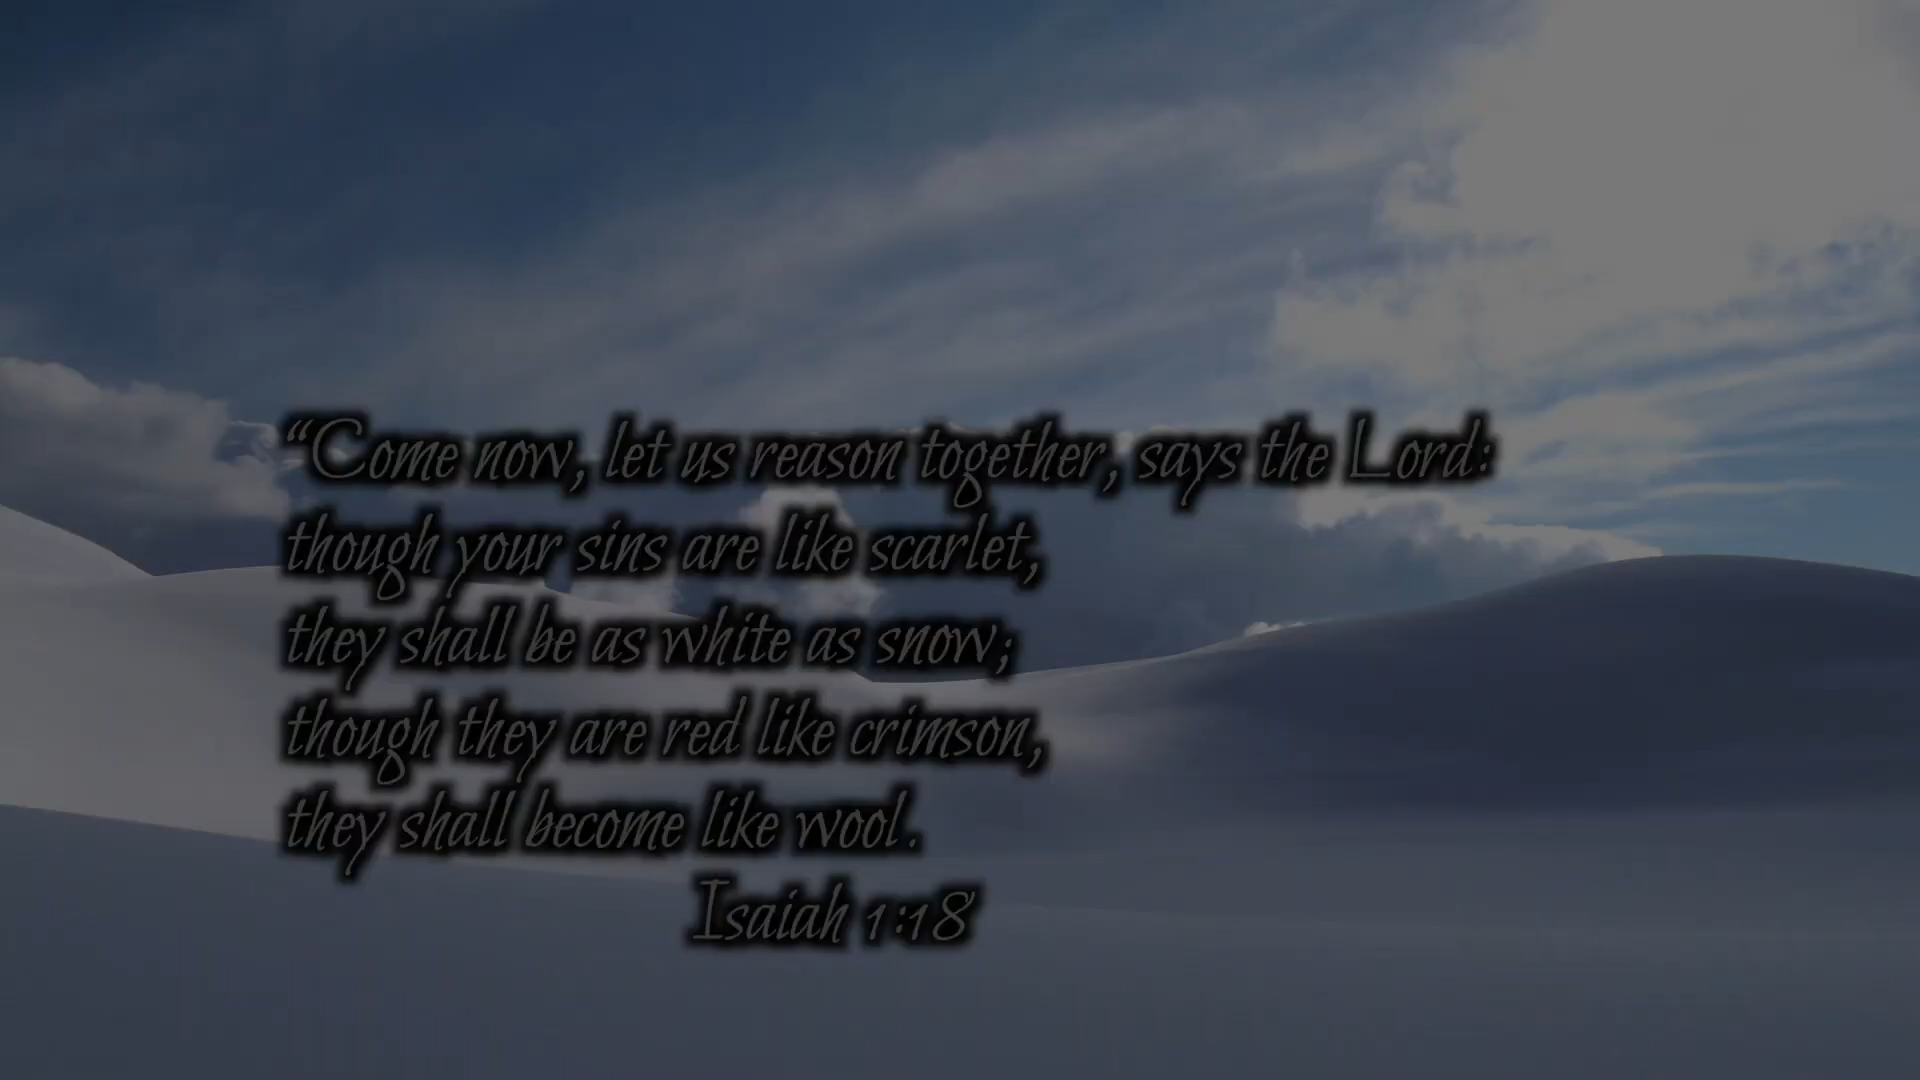 “Come now, let us reason together, says the Lord:
though your sins are like scarlet,
they shall be as white as snow;
though they are red like crimson,
they shall become like wool.
Isaiah 1:18